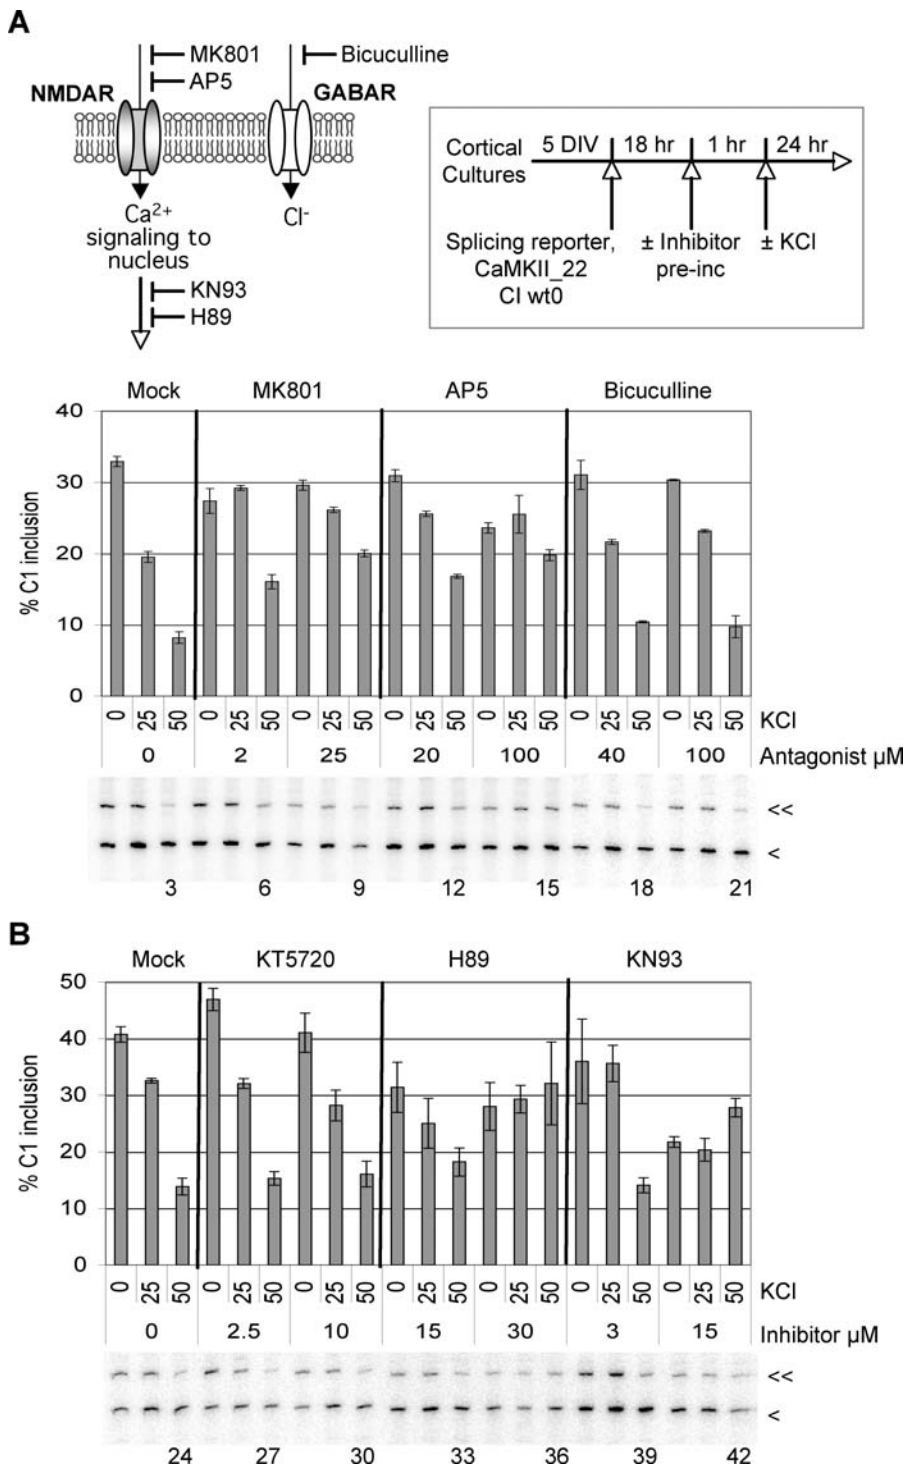 A
MK801
AP5
Bicuculline
NMDAR
GABAR
Ca2+
signaling to
nucleus
Cl-
KN93
H89
5 DIV 18 hr 1 hr 24 hr
Cortical
Cultures
Splicing reporter,
CaMKII_22
CI wt0
± Inhibitor
pre-inc
± KCl
Mock MK801 AP5 Bicuculline
% C1 inclusion
40
30
20
10
0
0 25 50 0 25 50 0 25 50 0 25 50 0 25 50 0 25 50 0 25 50 KCl
0 2 25 20 100 40 100 Antagonist µM
<<
<
3 6 9 12 15 18 21
B
Mock KT5720 H89 KN93
% C1 inclusion
50
40
30
20
10
0
0 25 50 0 25 50 0 25 50 0 25 50 0 25 50 0 25 50 0 25 50 KCl
0 2.5 10 15 30 3 15 Inhibitor µM
<<
<
24 27 30 33 36 39 42